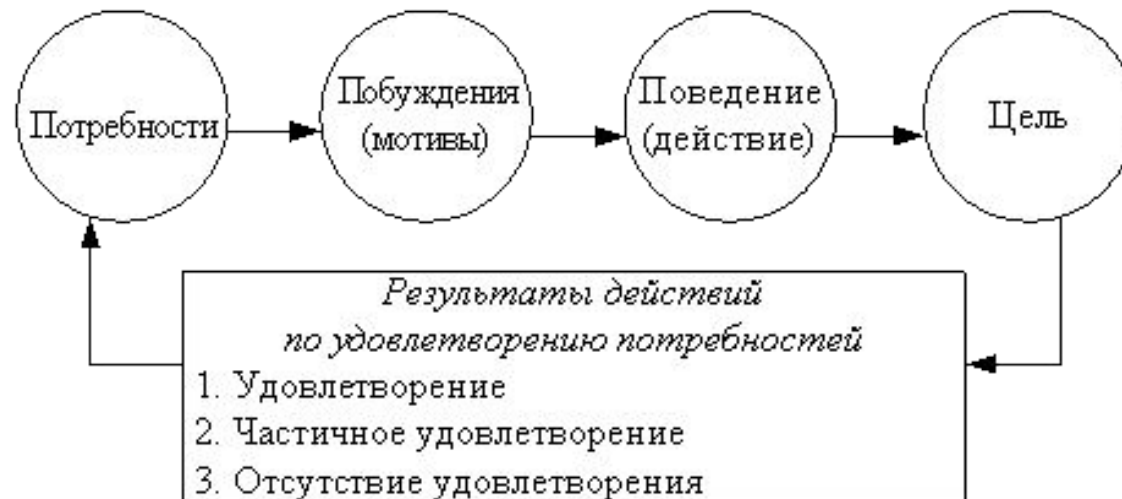 Потребности
Побуждения
(мотивы)
Поведение
(действие)
Цель
Результаты действий
по удовлетворению потребностей
1. Удовлетворение
2. Частичное удовлетворение
3. Отсутствие удовлетворения